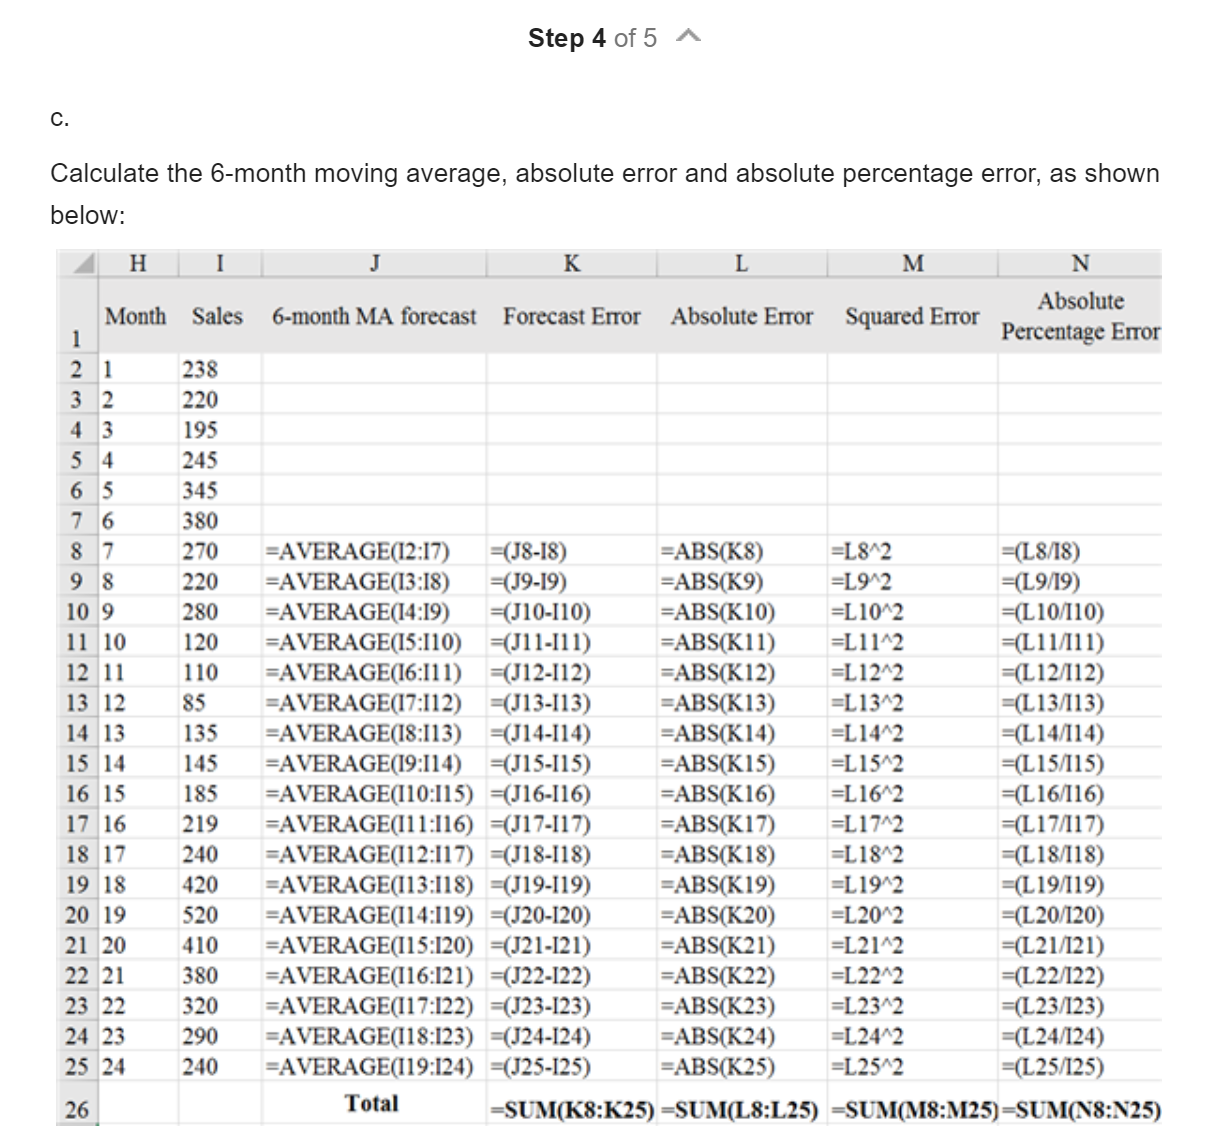 Step 4 of 5
c.
Calculate the 6-month moving average, absolute error and absolute percentage error, as shown
below:
H I J K L M N
1 Month Sales 6-month MA forecast Forecast Error Absolute Error Squared Error Absolute Percentage Error
2 1 238
3 2 220
4 3 195
5 4 245
6 5 345
7 6 380
8 7 270 =AVERAGE(I2:I7) =(J8-I8) =ABS(K8) =L8^2 =(L8/I8)
9 8 220 =AVERAGE(I3:I8) =(J9-I9) =ABS(K9) =L9^2 =(L9/I9)
10 9 280 =AVERAGE(I4:I9) =(J10-I10) =ABS(K10) =L10^2 =(L10/I10)
11 10 120 =AVERAGE(I5:I10) =(J11-I11) =ABS(K11) =L11^2 =(L11/I11)
12 11 110 =AVERAGE(I6:I11) =(J12-I12) =ABS(K12) =L12^2 =(L12/I12)
13 12 85 =AVERAGE(I7:I12) =(J13-I13) =ABS(K13) =L13^2 =(L13/I13)
14 13 135 =AVERAGE(I8:I13) =(J14-I14) =ABS(K14) =L14^2 =(L14/I14)
15 14 145 =AVERAGE(I9:I14) =(J15-I15) =ABS(K15) =L15^2 =(L15/I15)
16 15 185 =AVERAGE(I10:I15) =(J16-I16) =ABS(K16) =L16^2 =(L16/I16)
17 16 219 =AVERAGE(I11:I16) =(J17-I17) =ABS(K17) =L17^2 =(L17/I17)
18 17 240 =AVERAGE(I12:I17) =(J18-I18) =ABS(K18) =L18^2 =(L18/I18)
19 18 420 =AVERAGE(I13:I18) =(J19-I19) =ABS(K19) =L19^2 =(L19/I19)
20 19 520 =AVERAGE(I14:I19) =(J20-I20) =ABS(K20) =L20^2 =(L20/I20)
21 20 410 =AVERAGE(I15:I20) =(J21-I21) =ABS(K21) =L21^2 =(L21/I21)
22 21 380 =AVERAGE(I16:I21) =(J22-I22) =ABS(K22) =L22^2 =(L22/I22)
23 22 320 =AVERAGE(I17:I22) =(J23-I23) =ABS(K23) =L23^2 =(L23/I23)
24 23 290 =AVERAGE(I18:I23) =(J24-I24) =ABS(K24) =L24^2 =(L24/I24)
25 24 240 =AVERAGE(I19:I24) =(J25-I25) =ABS(K25) =L25^2 =(L25/I25)
26 Total =SUM(K8:K25) =SUM(L8:L25) =SUM(M8:M25) =SUM(N8:N25)